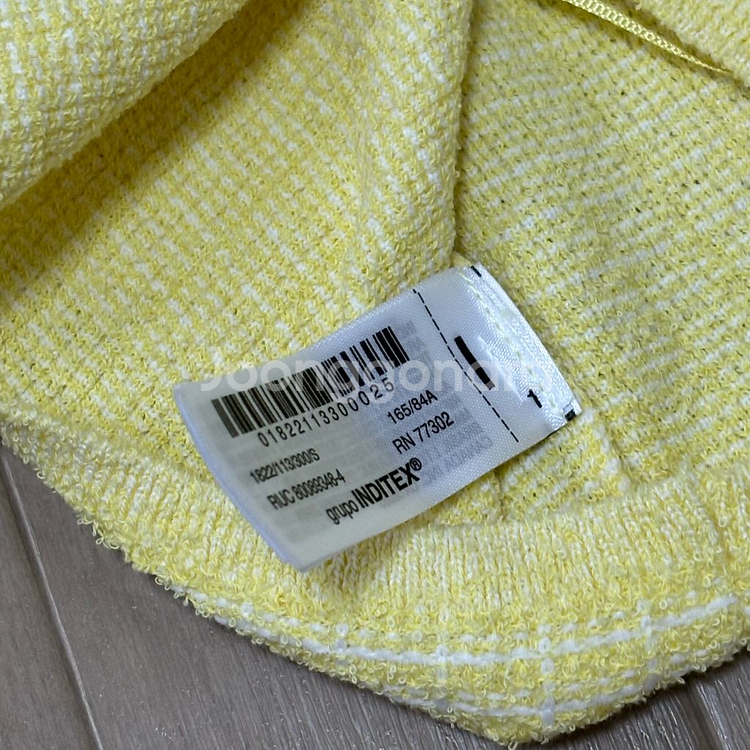 01822113300025
1822/113/300/S
165/84A
RUC 80089348-4
RN 77302
grupo INDITEX®
1